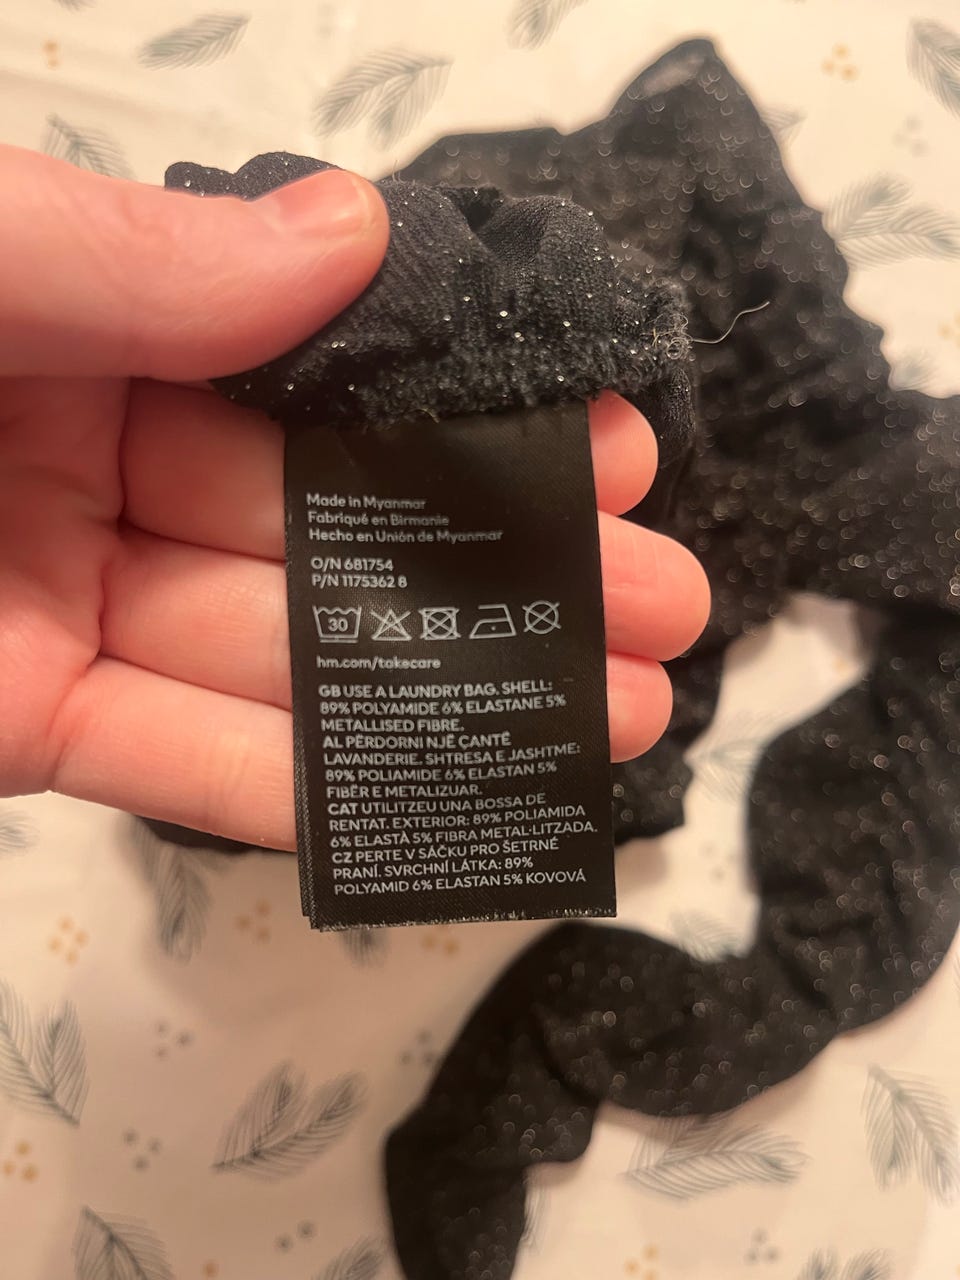 Made in Myanmar
Fabriqué en Birmanie
Hecho en Unión de Myanmar
O/N 681754
P/N 1175362 8
30
hm.com/takecare
GB USE A LAUNDRY BAG. SHELL:
89% POLYAMIDE 6% ELASTANE 5%
METALLISED FIBRE.
AL PËRDORNI NJË ÇANTË
LAVANDERIE. SHTRESA E JASHTME:
89% POLIAMIDE 6% ELASTAN 5%
FIBËR E METALIZUAR.
CAT UTILITZEU UNA BOSSA DE
RENTAT. EXTERIOR: 89% POLIAMIDA
6% ELASTÀ 5% FIBRA METAL·LITZADA.
CZ PERTE V SÁČKU PRO ŠETRNÉ
PRANÍ. SVRCHNÍ LÁTKA: 89%
POLYAMID 6% ELASTAN 5% KOVOVÁ